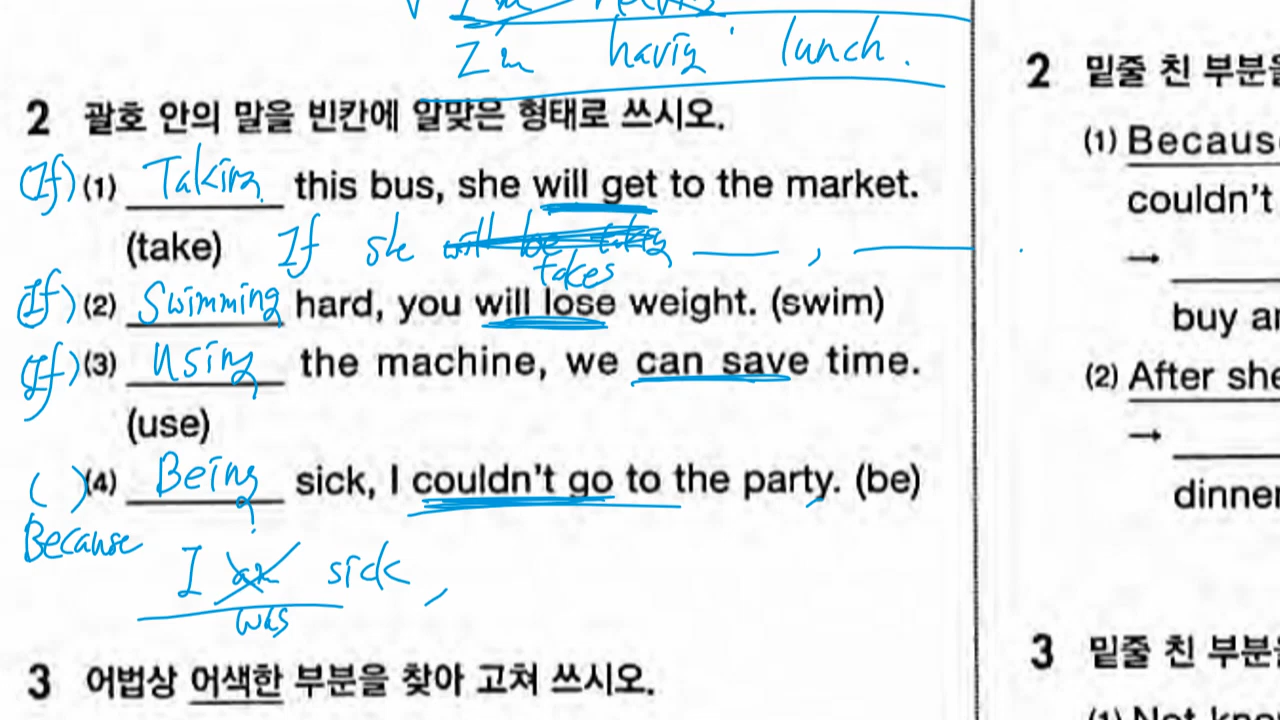 I'm having lunch.
2 괄호 안의 말을 빈칸에 알맞은 형태로 쓰시오.
(If) (1) Taking this bus, she will get to the market.
(take) If she takes ,
(If) (2) Swimming hard, you will lose weight. (swim)
(If) (3) Using the machine, we can save time.
(use)
( ) (4) Being sick, I couldn't go to the party. (be)
Because
I was sick,
3 어법상 어색한 부분을 찾아 고쳐 쓰시오.
2 밑줄 친 부분을
(1) Becaus
couldn't
→
buy a
(2) After she
→
dinner
3 밑줄 친 부분을
(1) Not kno